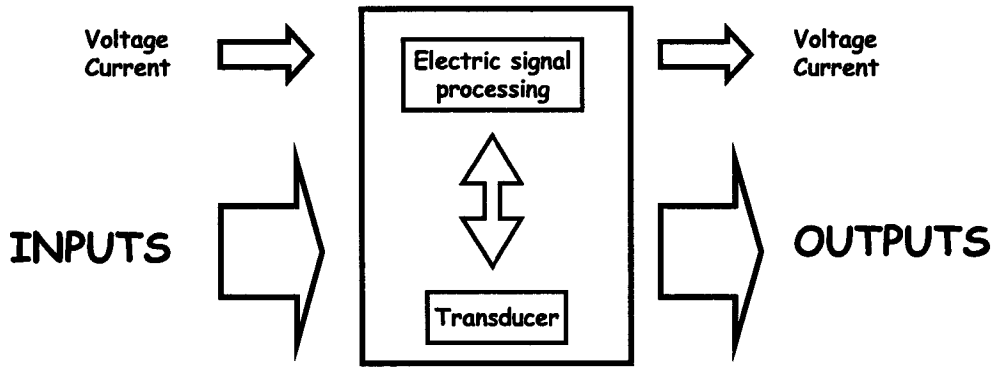 Voltage
Current
Electric signal
processing
Voltage
Current
INPUTS
OUTPUTS
Transducer